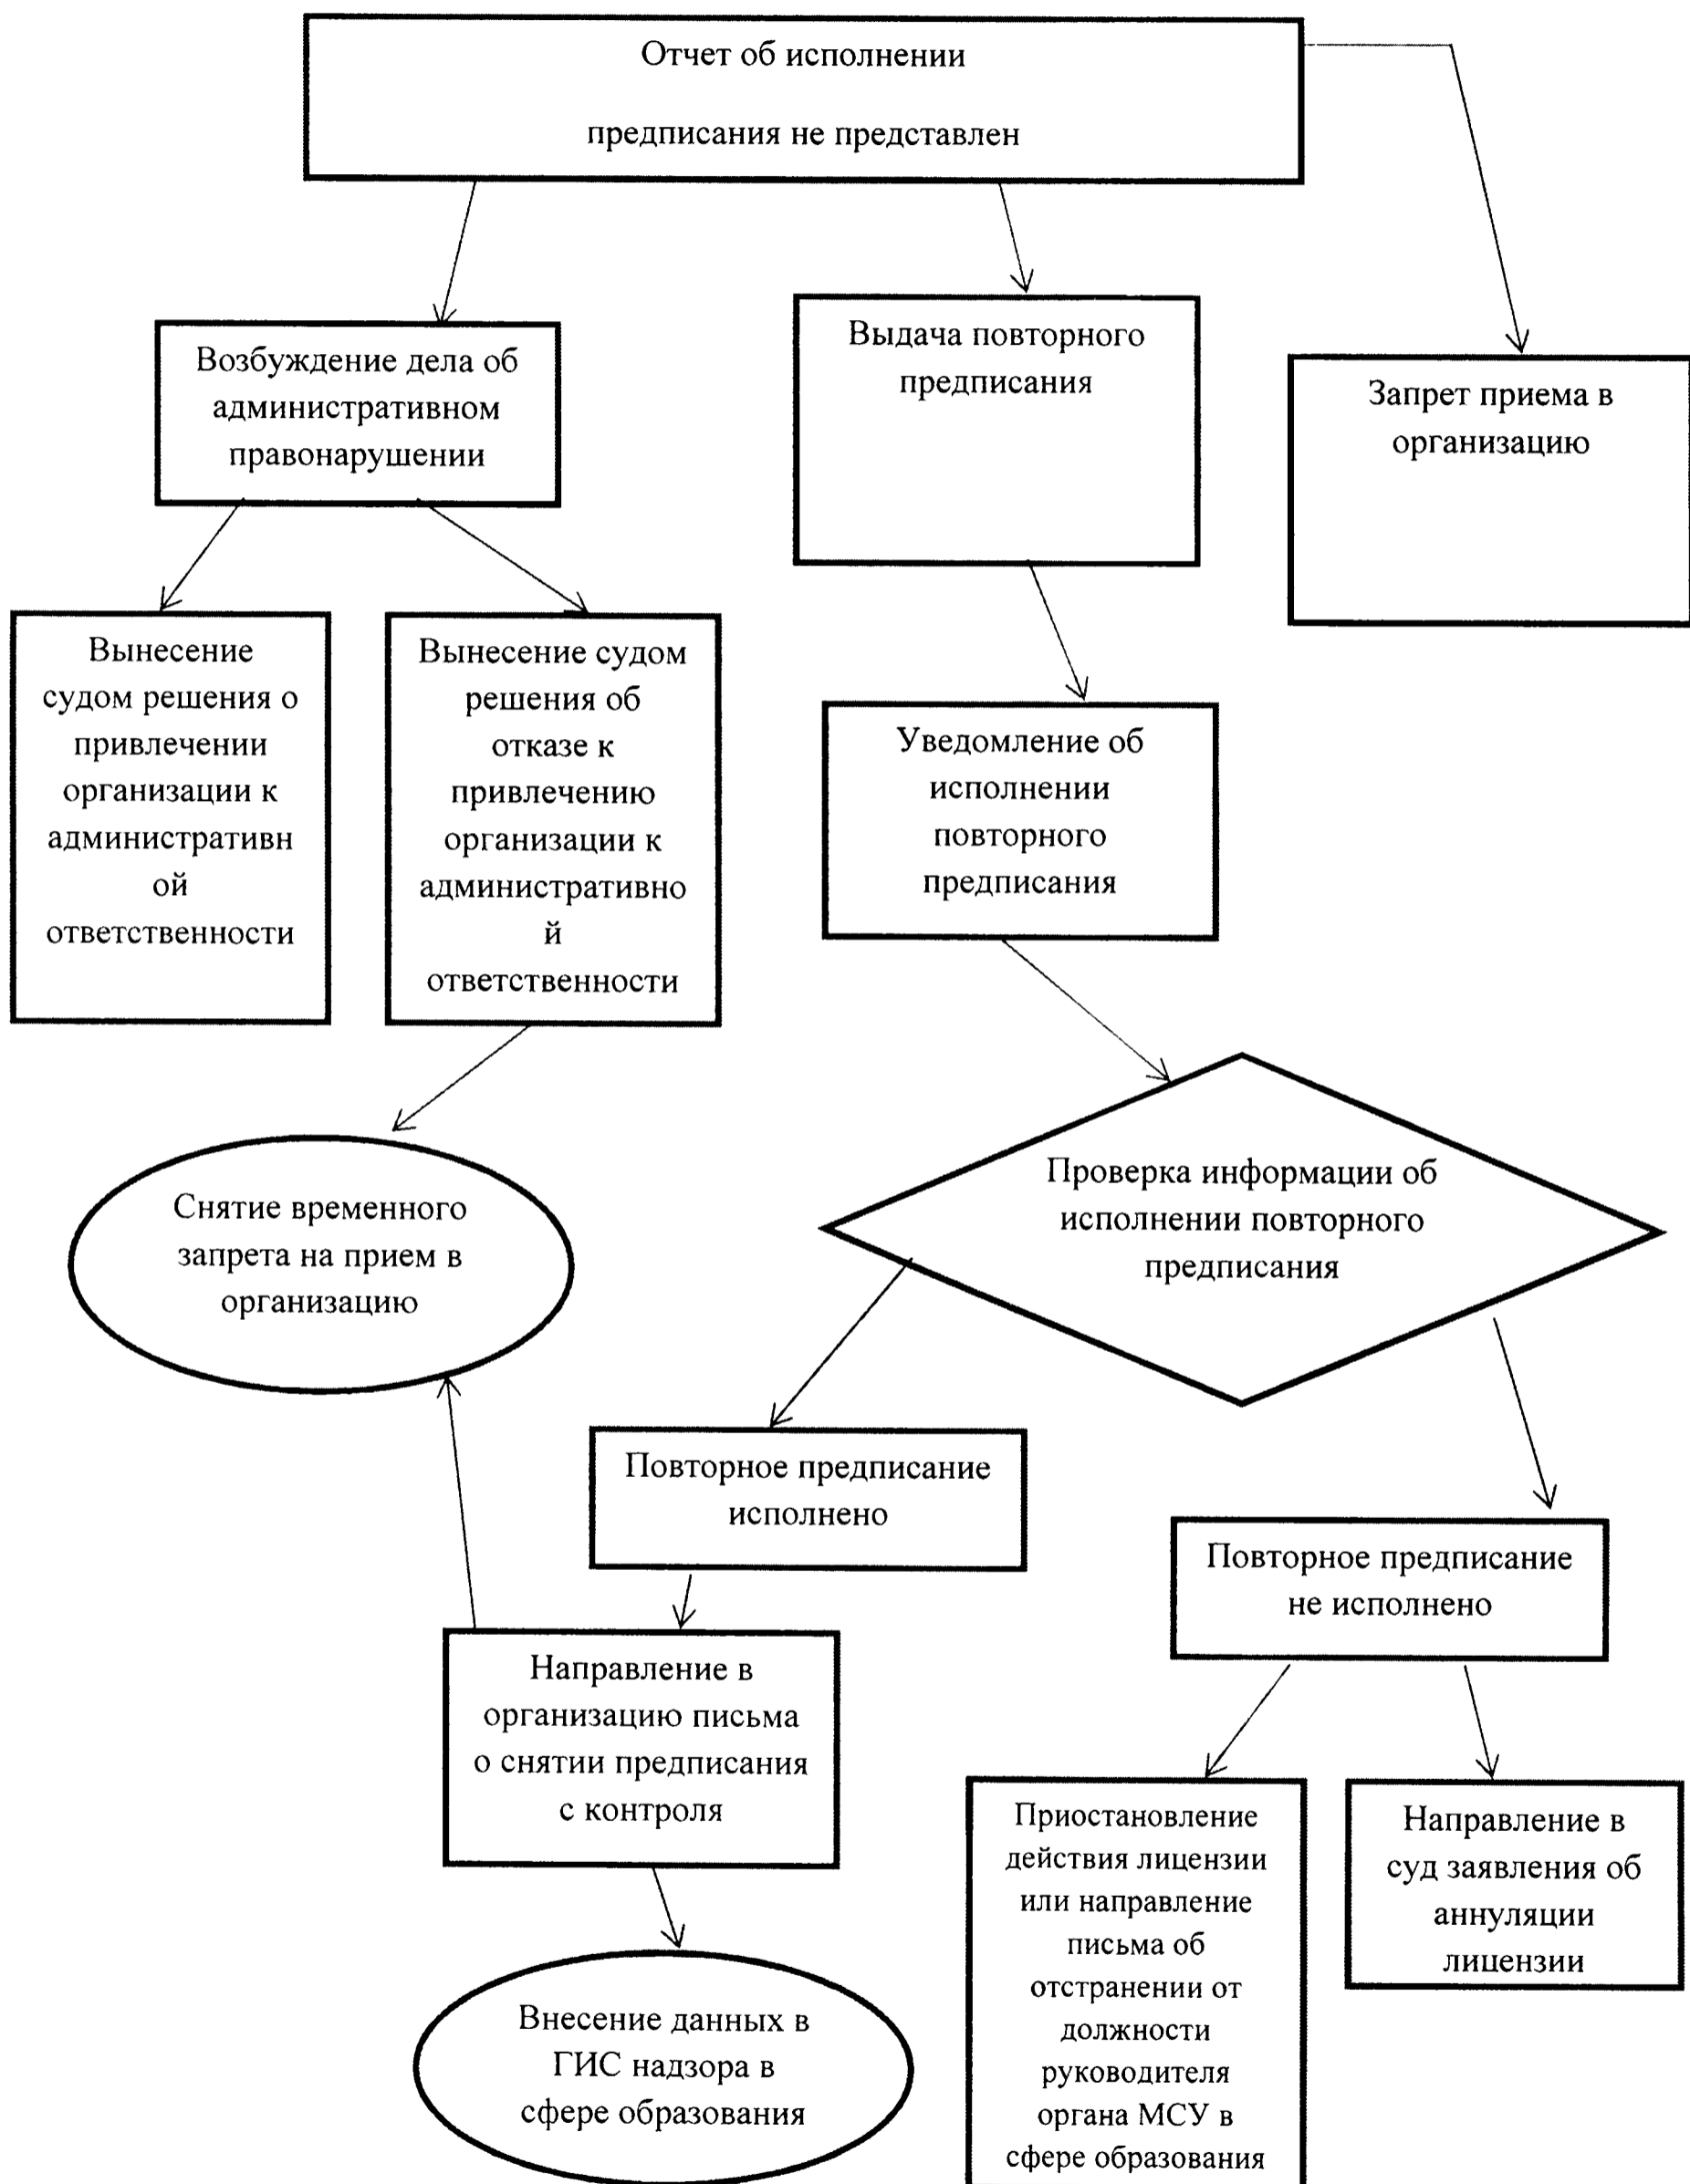 Отчет об исполнении
предписания не представлен
Возбуждение дела об
административном
правонарушении
Выдача повторного
предписания
Запрет приема в
организацию
Вынесение
судом решения о
привлечении
организации к
административн
ой
ответственности
Вынесение судом
решения об
отказе к
привлечению
организации к
административно
й
ответственности
Уведомление об
исполнении
повторного
предписания
Снятие временного
запрета на прием в
организацию
Проверка информации об
исполнении повторного
предписания
Повторное предписание
исполнено
Повторное предписание
не исполнено
Направление в
организацию письма
о снятии предписания
с контроля
Приостановление
действия лицензии
или направление
письма об
отстранении от
должности
руководителя
органа МСУ в
сфере образования
Направление в
суд заявления об
аннуляции
лицензии
Внесение данных в
ГИС надзора в
сфере образования